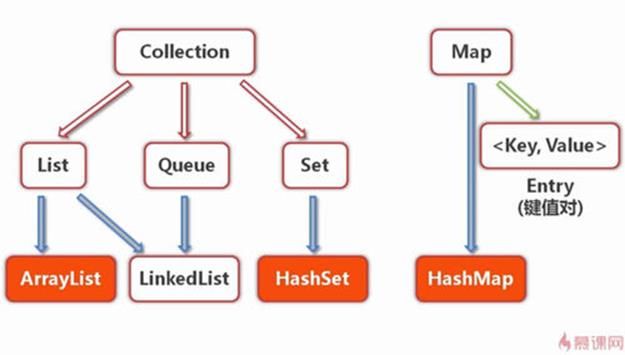 Collection
Map
List
Queue
Set
<Key, Value>
Entry
(键值对)
ArrayList
LinkedList
HashSet
HashMap
慕课网